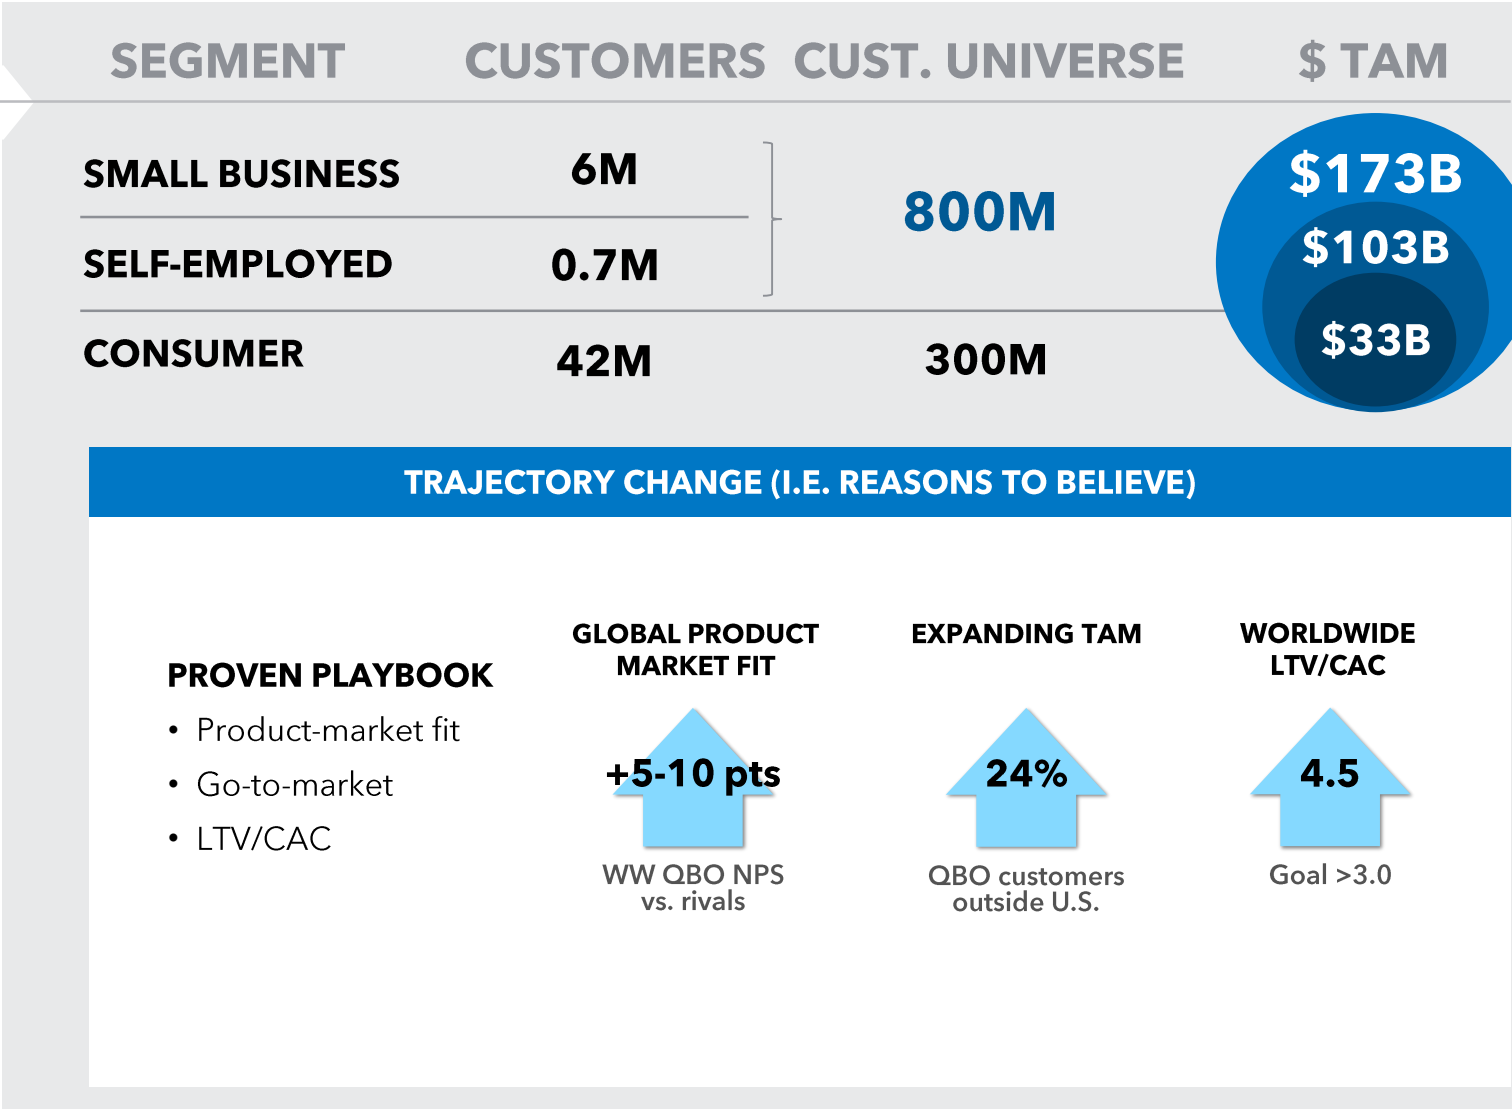 SEGMENT CUSTOMERS CUST. UNIVERSE $ TAM
SMALL BUSINESS 6M
800M
SELF-EMPLOYED 0.7M
CONSUMER 42M 300M
$173B
$103B
$33B
TRAJECTORY CHANGE (I.E. REASONS TO BELIEVE)
PROVEN PLAYBOOK
• Product-market fit
• Go-to-market
• LTV/CAC
GLOBAL PRODUCT
MARKET FIT
+5-10 pts
WW QBO NPS
vs. rivals
EXPANDING TAM
24%
QBO customers
outside U.S.
WORLDWIDE
LTV/CAC
4.5
Goal >3.0